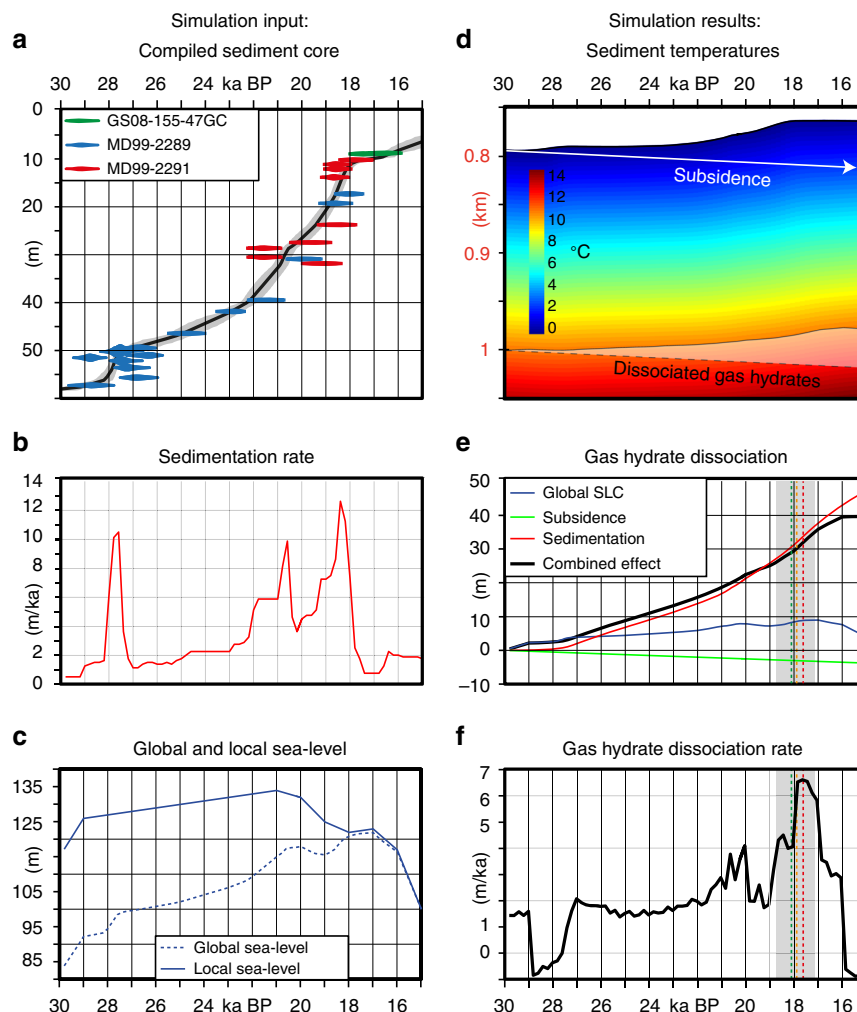 Simulation input:
a
Compiled sediment core
30 28 26 24 ka BP 20 18 16
0
10
20
(m)
40
50
GS08-155-47GC
MD99-2289
MD99-2291
b
Sedimentation rate
14
12
10
8
6
(m/ka)
4
2
0
c
Global and local sea-level
135
125
(m)
105
95
85
Global sea-level
Local sea-level
30 28 26 24 ka BP 20 18 16
Simulation results:
d
Sediment temperatures
30 28 26 24 ka BP 20 18 16
0.8
(km)
0.9
1
Subsidence
14
12
10
8
6
4
2
0
°C
Dissociated gas hydrates
e
Gas hydrate dissociation
50
40
30
(m)
10
0
–10
Global SLC
Subsidence
Sedimentation
Combined effect
f
Gas hydrate dissociation rate
7
6
5
(m/ka)
1
0
30 28 26 24 ka BP 20 18 16